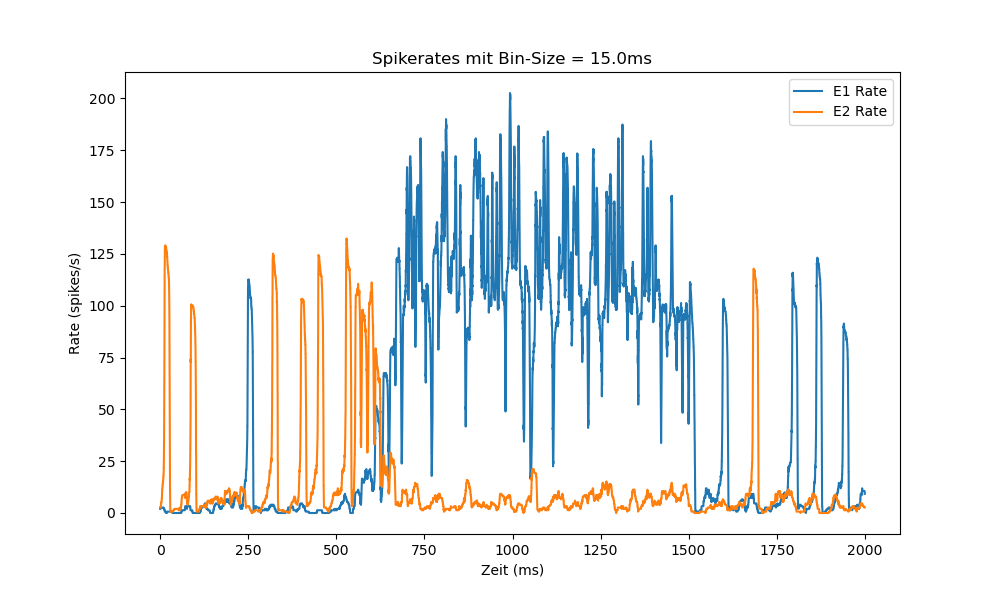 Spikerates mit Bin-Size = 15.0ms
E1 Rate
E2 Rate
200
175
150
125
100
75
50
25
0
Rate (spikes/s)
0 250 500 750 1000 1250 1500 1750 2000
Zeit (ms)